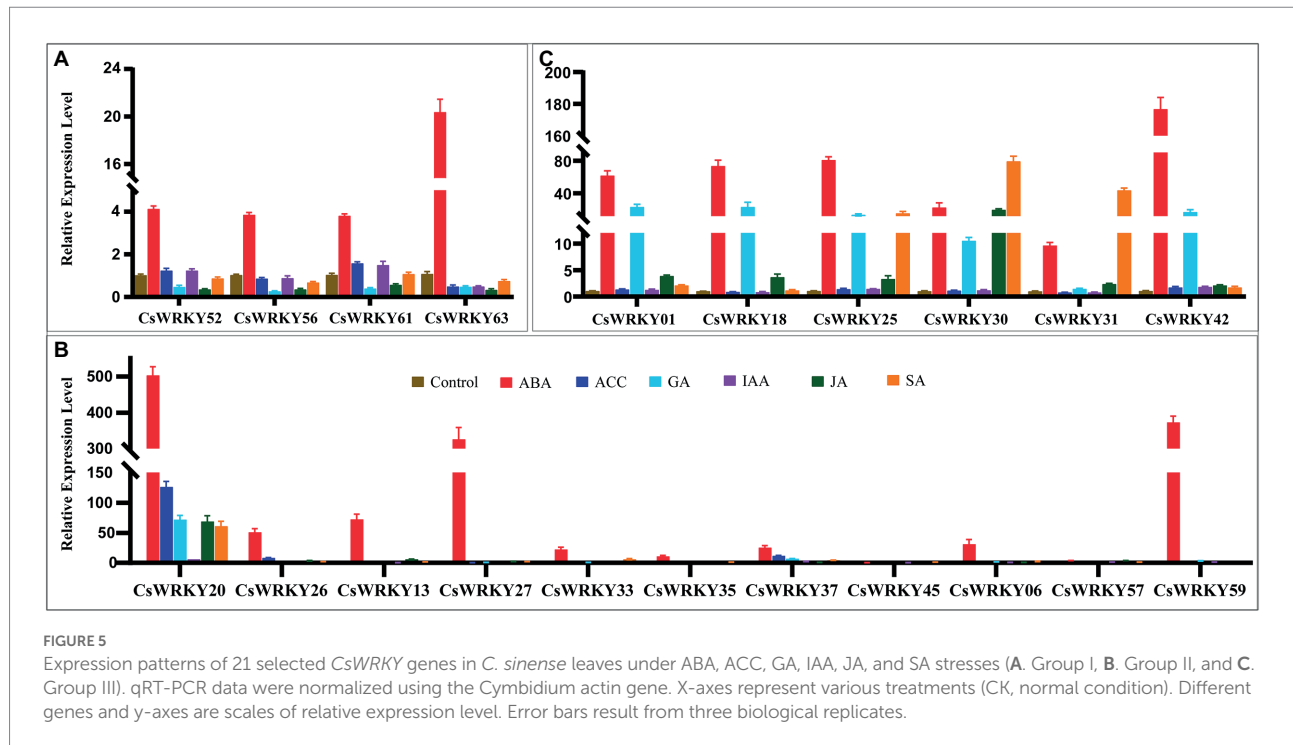 A
Relative Expression Level
24
20
16
4
2
0
CsWRKY52 CsWRKY56 CsWRKY61 CsWRKY63
C
200
180
160
80
40
10
5
0
CsWRKY01 CsWRKY18 CsWRKY25 CsWRKY30 CsWRKY31 CsWRKY42
B
Relative Expression Level
500
400
300
150
100
50
0
Control ABA ACC GA IAA JA SA
CsWRKY20 CsWRKY26 CsWRKY13 CsWRKY27 CsWRKY33 CsWRKY35 CsWRKY37 CsWRKY45 CsWRKY06 CsWRKY57 CsWRKY59
FIGURE 5
Expression patterns of 21 selected CsWRKY genes in C. sinense leaves under ABA, ACC, GA, IAA, JA, and SA stresses (A. Group I, B. Group II, and C.
Group III). qRT-PCR data were normalized using the Cymbidium actin gene. X-axes represent various treatments (CK, normal condition). Different
genes and y-axes are scales of relative expression level. Error bars result from three biological replicates.